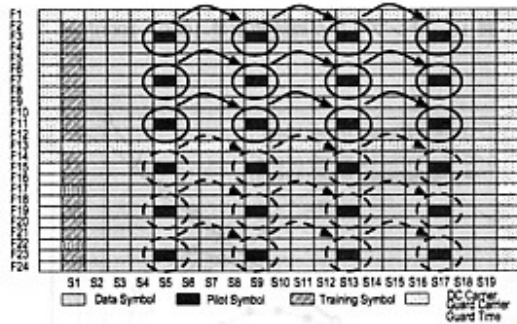 F1
F2
F3
F4
F5
F6
F7
F8
F9
F10
F11
F12
F13
F14
F15
F16
F17
F18
F19
F20
F21
F22
F23
F24
S1 S2 S3 S4 S5 S6 S7 S8 S9 S10 S11 S12 S13 S14 S15 S16 S17 S18 S19
Data Symbol Pilot Symbol Training Symbol DC Carrier
Guard Carrier
Guard Time